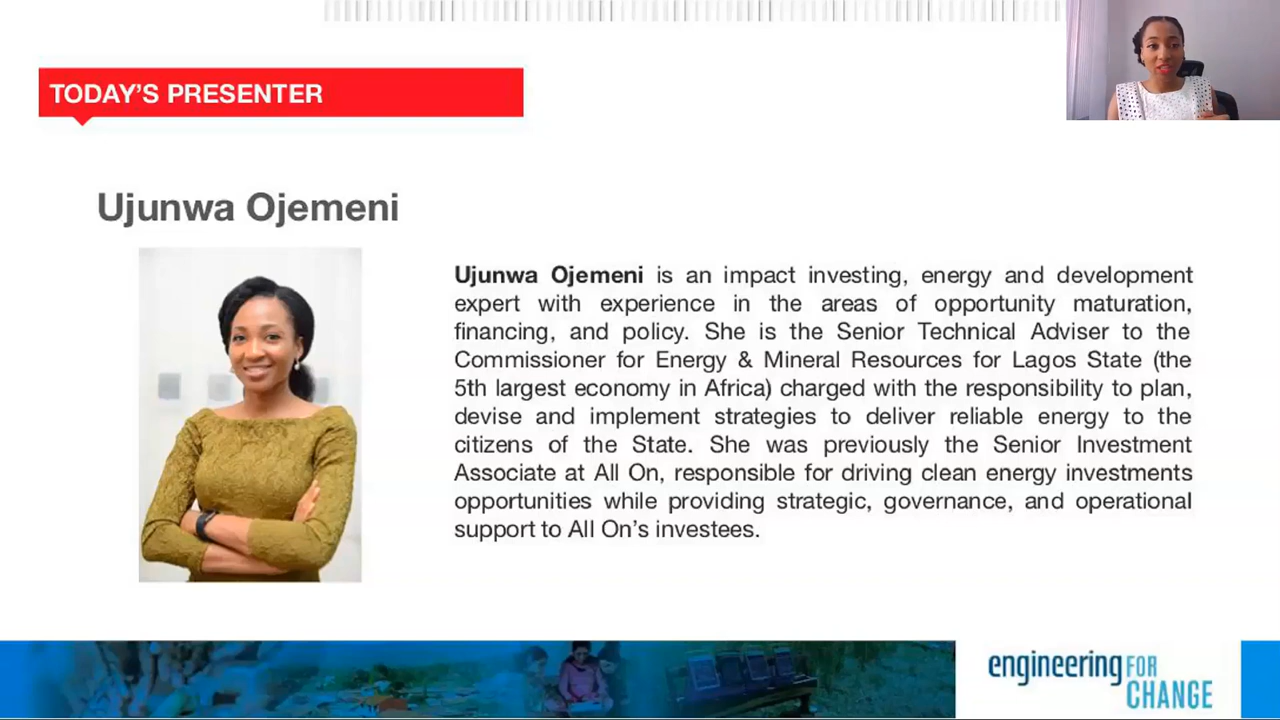 TODAY'S PRESENTER
Ujunwa Ojemeni
Ujunwa Ojemeni is an impact investing, energy and development
expert with experience in the areas of opportunity maturation,
financing, and policy. She is the Senior Technical Adviser to the
Commissioner for Energy & Mineral Resources for Lagos State (the
5th largest economy in Africa) charged with the responsibility to plan,
devise and implement strategies to deliver reliable energy to the
citizens of the State. She was previously the Senior Investment
Associate at All On, responsible for driving clean energy investments
opportunities while providing strategic, governance, and operational
support to All On's investees.
engineering FOR
CHANGE